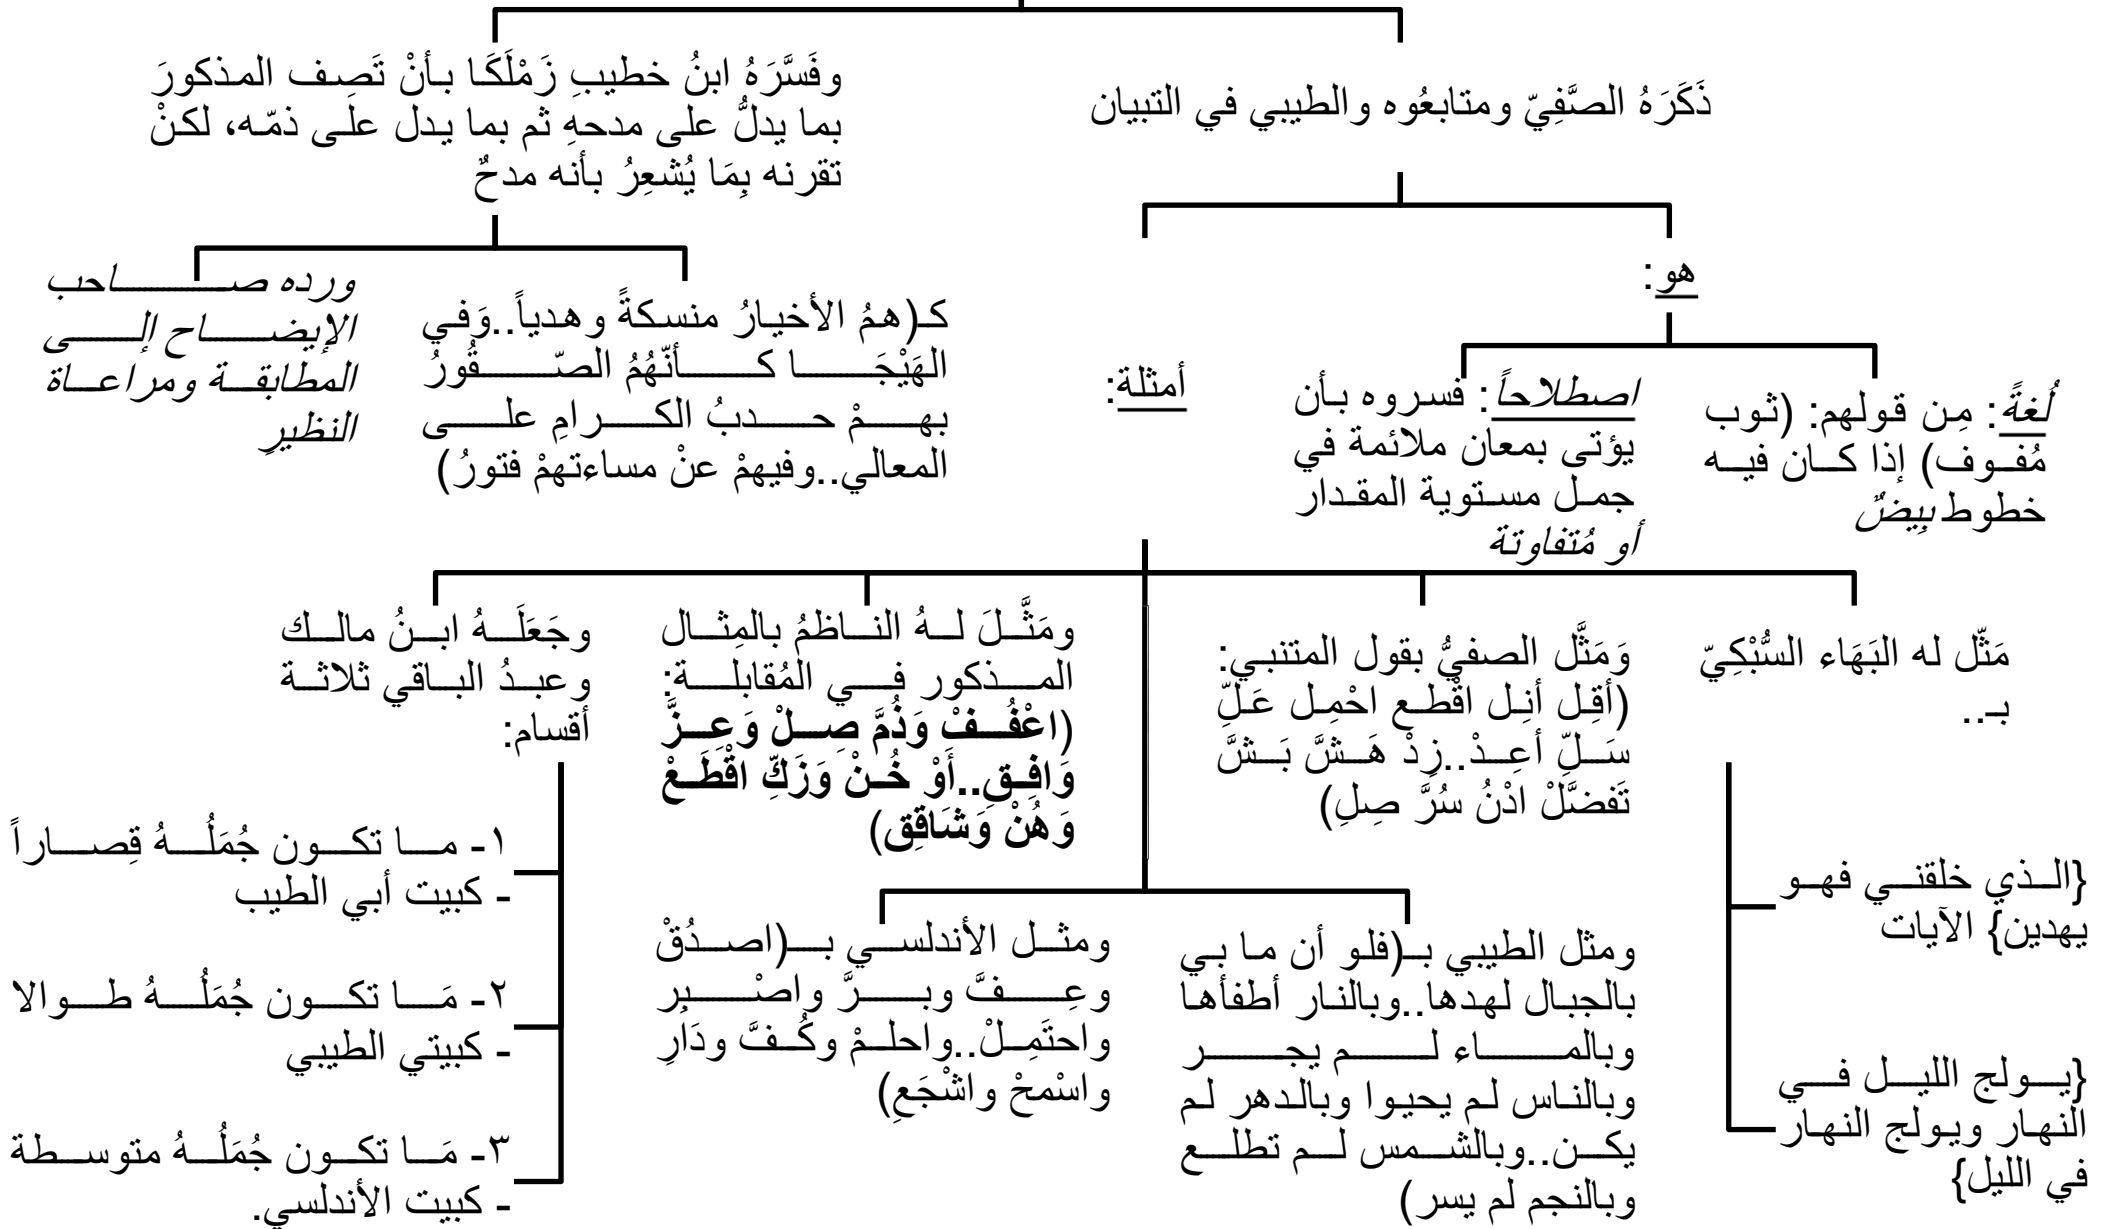 ذَكَرَهُ الصَّفِيّ ومتابعُوه والطيبي في التبيان
وفَسَّرَهُ ابنُ خطيبِ زَمْلَكَا بأنْ تَصِف المذكورَ
بما يدلُّ على مدحهِ ثم بما يدل على ذمّه، لكنْ
تقرنه بِمَا يُشعِرُ بأنه مدحٌ
هو:
لُغةً: مِن قولهم: (ثوب
مُفوف) إذا كان فيه
خطوط بِيضٌ
اصطلاحاً: فسروه بأن
يؤتى بمعان ملائمة في
جمل مستوية المقدار
أو مُتفاوتة
أمثلة:
كـ(همُ الأخيارُ منسكةً وهدياً..وَفي
الهَيْجَا كأنّهُمُ الصّقُورُ
بهمْ حدبُ الكرامِ على
المعالي..وفيهمْ عنْ مساءتهمْ فتورُ)
ورده صاحب
الإيضاح إلى
المطابقة ومراعاة
النظيرِ
مَثّل له البَهَاء السُّبْكِيّ
بـ..
{الذي خلقني فهو
يهدين} الآيات
{يولج الليل في
النهار ويولج النهار
في الليل}
وَمَثَّل الصفيُّ بقول المتنبي:
(أقِل أنِل اقْطع احْمِل عَلِّ
سَلِّ أعِدْ..زِدْ هَشَّ بَشَّ
تَفضَّلْ ادْنُ سُرَّ صِلِ)
ومثل الطيبي بـ(فلو أن ما بي
بالجبال لهدها..وبالنار أطفأها
وبالماء لم يجر
وبالناس لم يحيوا وبالدهر لم
يكن..وبالشمس لم تطلع
وبالنجم لم يسر)
ومثل الأندلسي بـ(اصدُقْ
وعِفَّ وبرَّ واصْبِر
واحتَمِلْ..واحلمْ وكُفَّ ودَارِ
واسْمحْ واشْجَعِ)
ومَثَّلَ لهُ الناظمُ بالمِثال
المذكور في المُقابلة:
(اعْفُفْ وَذُمَّ صِلْ وَعِزَّ
وَافِقِ..أَوْ خُنْ وَزَكِّ اقْطَعْ
وَهُنْ وَشَاقِقِ)
وجَعَلَهُ ابنُ مالك
وعبدُ الباقي ثلاثة
أقسام:
١- ما تكون جُمَلُهُ قِصاراً
- كبيت أبي الطيب
٢- مَا تكون جُمَلُهُ طوالا
- كبيتي الطيبي
٣- مَا تكون جُمَلُهُ متوسطة
- كبيت الأندلسي.